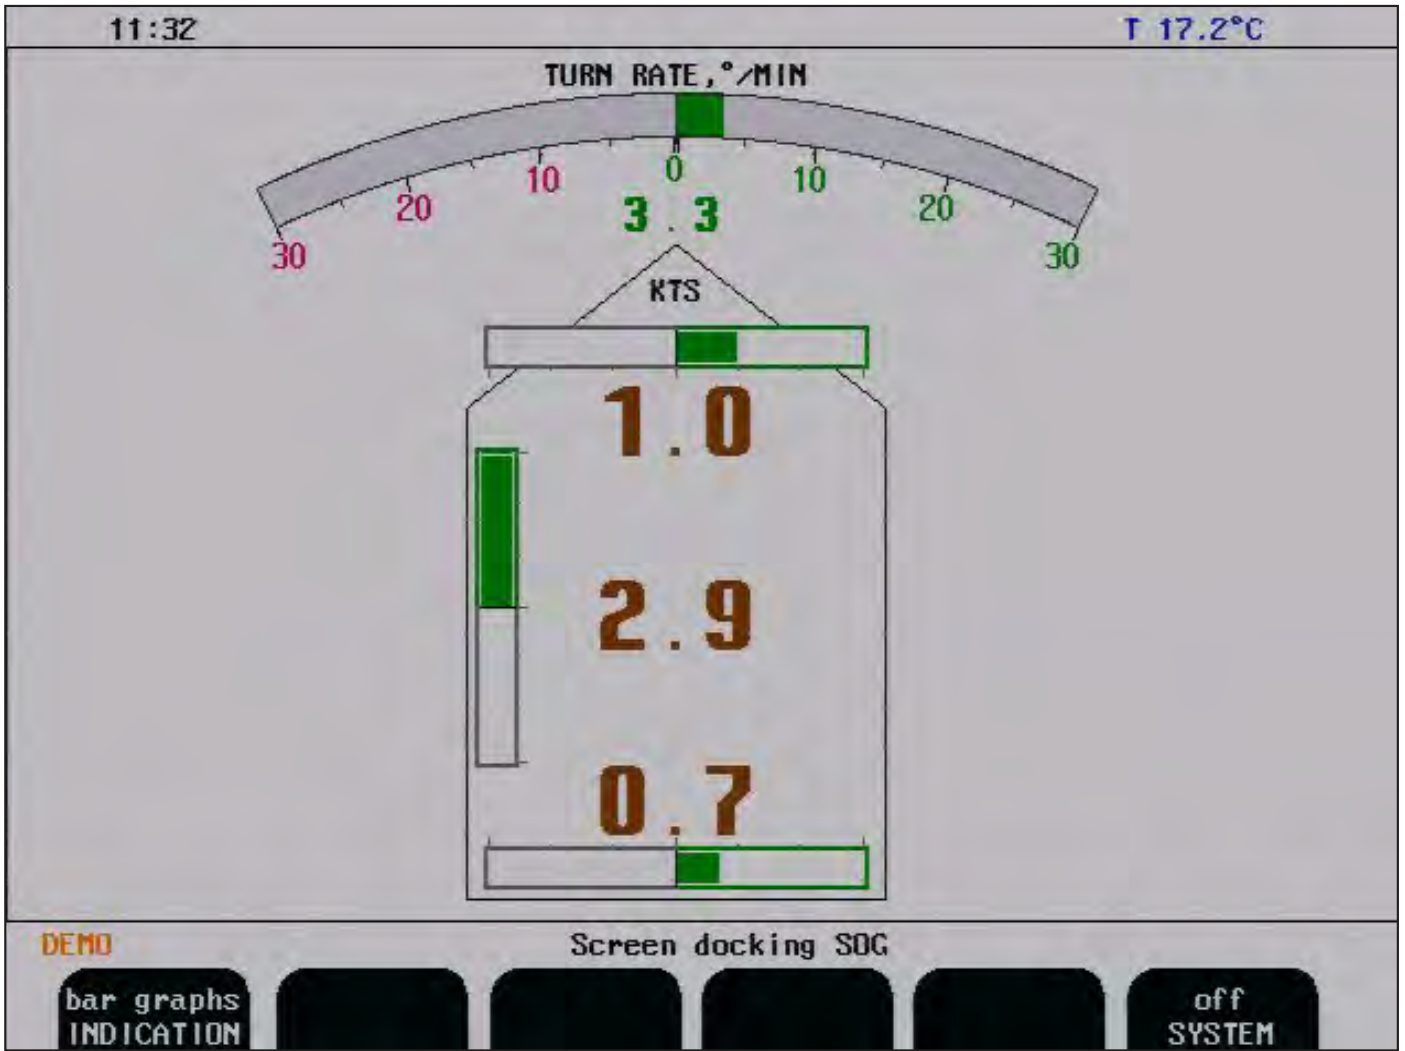 11:32 T 17.2°C
TURN RATE,°/MIN
30 20 10 0 10 20 30
3.3
KTS
1.0
2.9
0.7
DEMO Screen docking SOG
bar graphs off
INDICATION SYSTEM